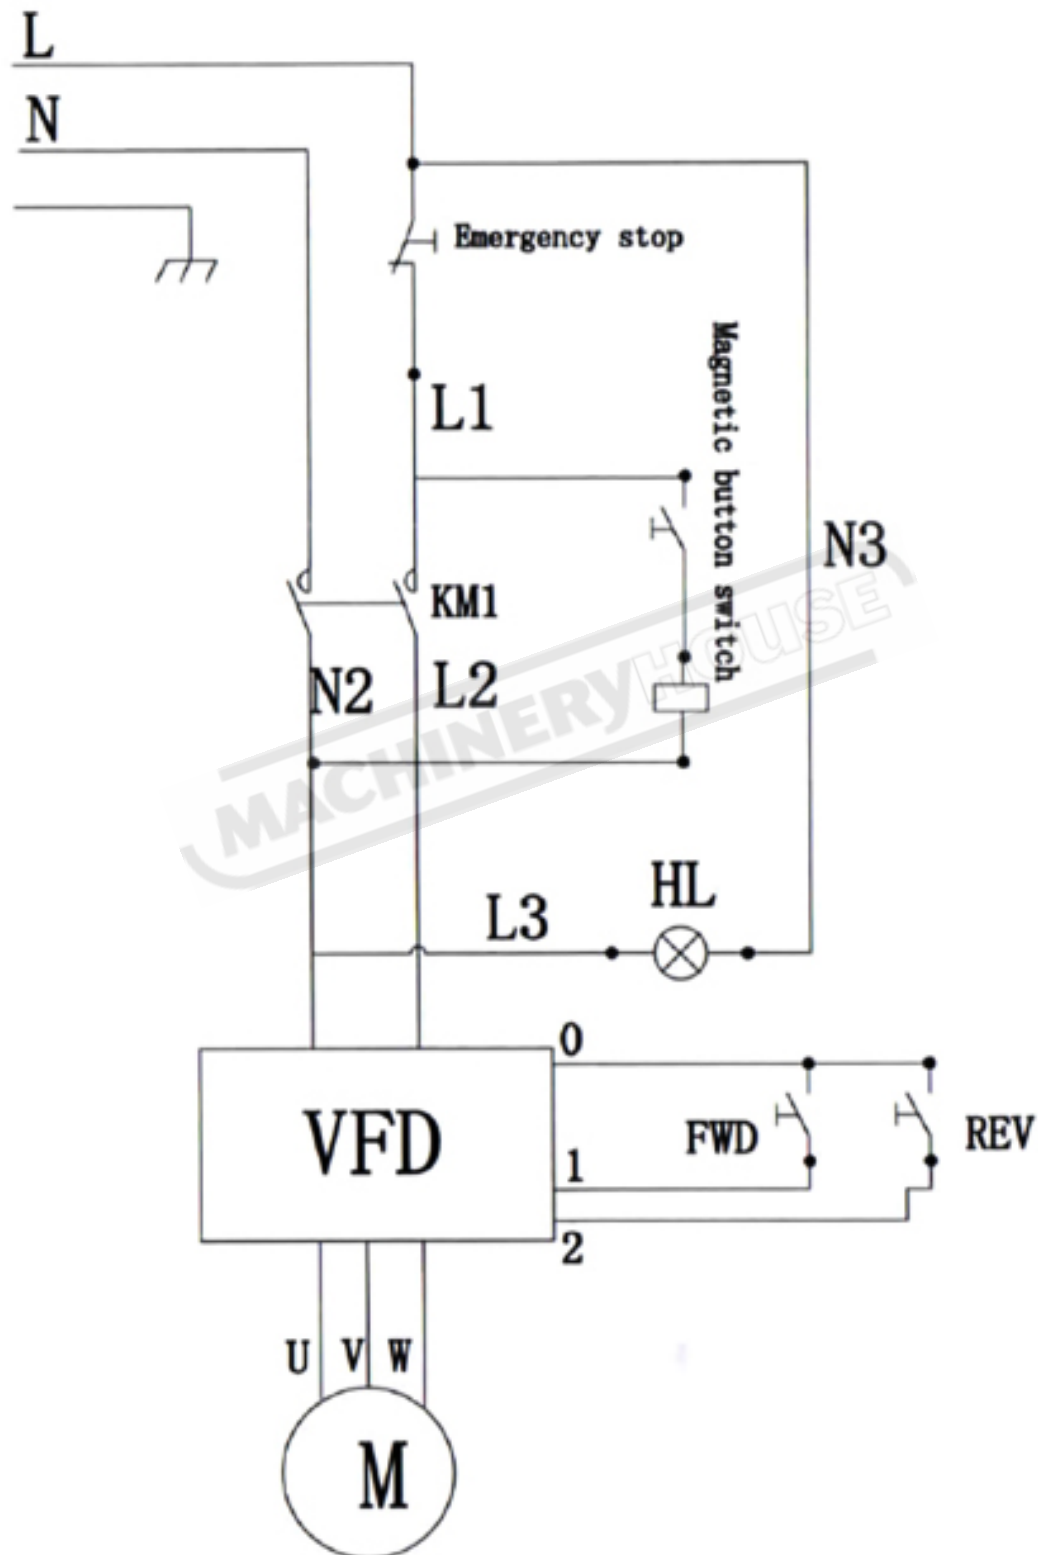 L
N
Emergency stop
L1
Magnetic button switch
N3
KM1
N2
L2
MACHINERYHOUSE
HL
L3
0
VFD
FWD
REV
1
2
U
V
W
M